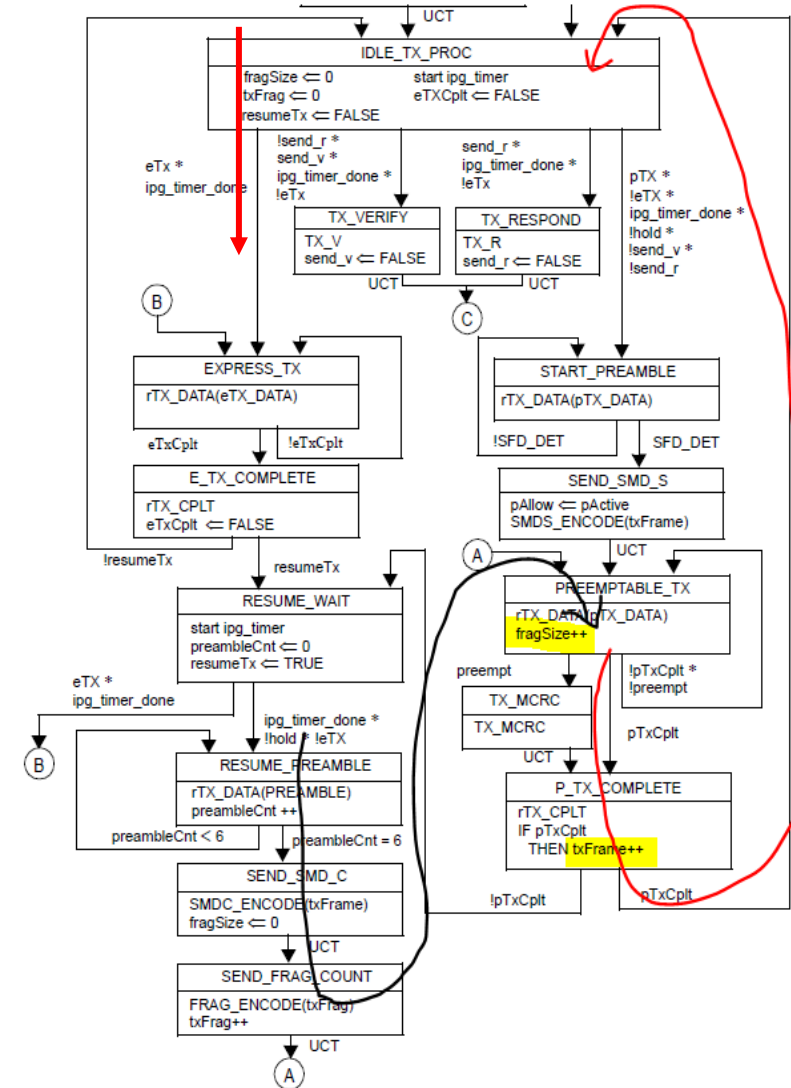 UCT
IDLE_TX_PROC
fragSize ⇐ 0 start ipg_timer
txFrag ⇐ 0 eTXCplt ⇐ FALSE
resumeTx ⇐ FALSE
eTx *
ipg_timer_done
!send_r *
send_v *
ipg_timer_done *
!eTx
send_r *
ipg_timer_done *
!eTx
pTX *
!eTX *
ipg_timer_done *
!hold *
!send_v *
!send_r
TX_VERIFY
TX_V
send_v ⇐ FALSE
UCT
TX_RESPOND
TX_R
send_r ⇐ FALSE
UCT
C
B
EXPRESS_TX
rTX_DATA(eTX_DATA)
eTxCplt
!eTxCplt
E_TX_COMPLETE
rTX_CPLT
eTxCplt ⇐ FALSE
!resumeTx
resumeTx
RESUME_WAIT
start ipg_timer
preambleCnt ⇐ 0
resumeTx ⇐ TRUE
eTX *
ipg_timer_done
B
ipg_timer_done *
!hold * !eTX
RESUME_PREAMBLE
rTX_DATA(PREAMBLE)
preambleCnt ++
preambleCnt < 6
preambleCnt = 6
SEND_SMD_C
SMDC_ENCODE(txFrame)
fragSize ⇐ 0
UCT
SEND_FRAG_COUNT
FRAG_ENCODE(txFrag)
txFrag++
UCT
A
START_PREAMBLE
rTX_DATA(pTX_DATA)
!SFD_DET
SFD_DET
SEND_SMD_S
pAllow ⇐ pActive
SMDS_ENCODE(txFrame)
UCT
A
PREEMPTABLE_TX
rTX_DATA(pTX_DATA)
fragSize++
preempt
!pTxCplt *
!preempt
pTxCplt
TX_MCRC
TX_MCRC
UCT
P_TX_COMPLETE
rTX_CPLT
IF pTxCplt
THEN txFrame++
!pTxCplt
pTxCplt